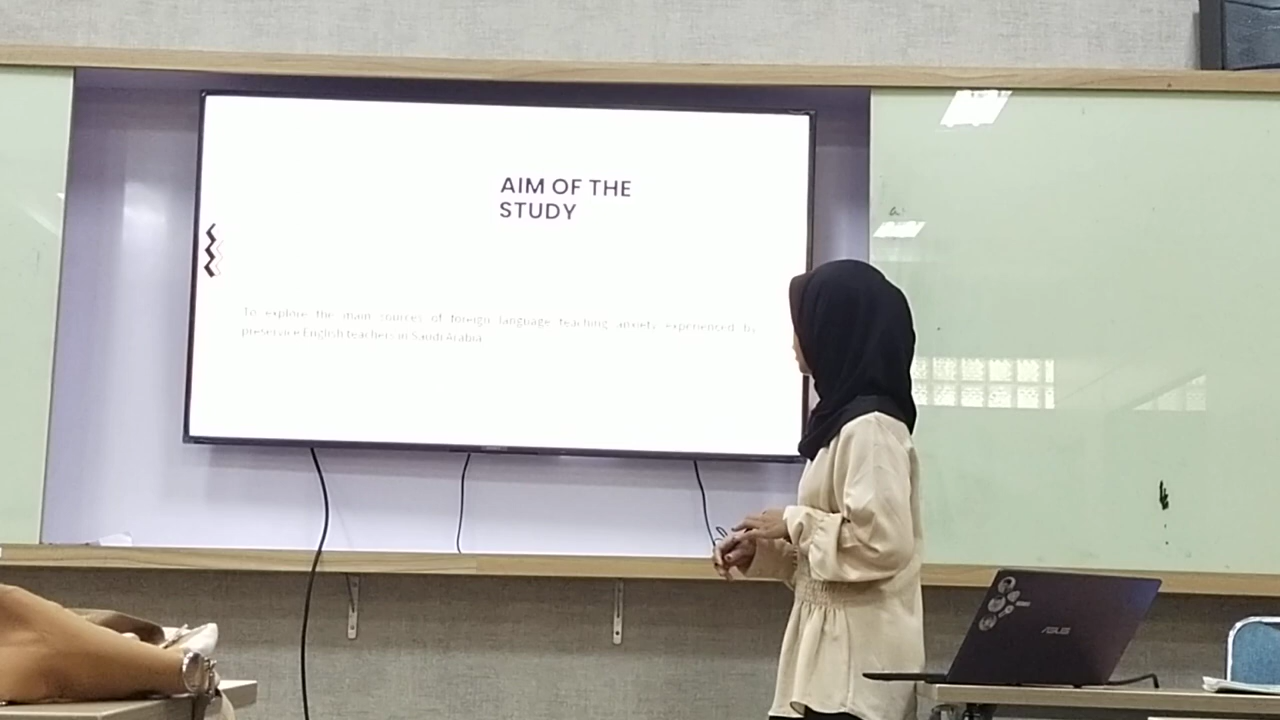 AIM OF THE
STUDY
To explore the main sources of foreign language teaching anxiety experienced by
preservice English teachers in Saudi Arabia
ASUS